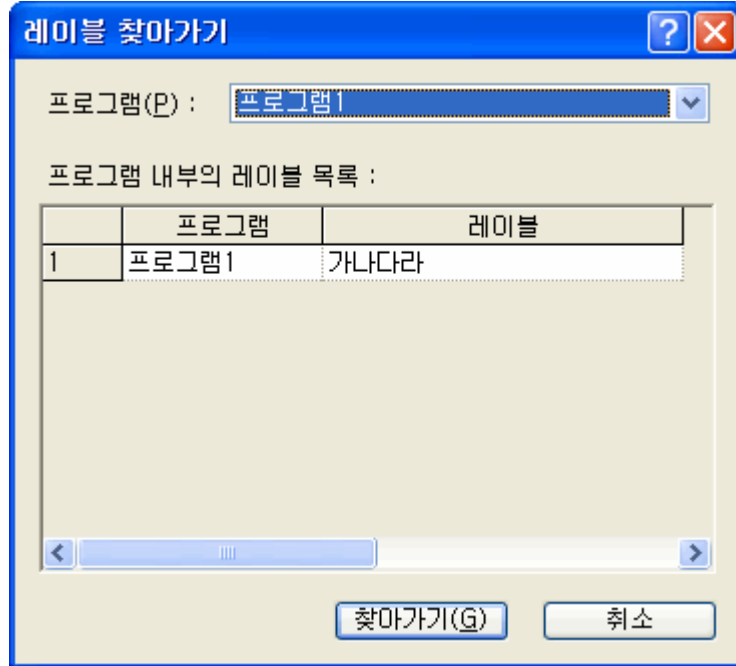 레이블 찾아가기
프로그램(P) : 프로그램1
프로그램 내부의 레이블 목록 :
프로그램 레이블
1 프로그램1 가나다라
찾아가기(G) 취소